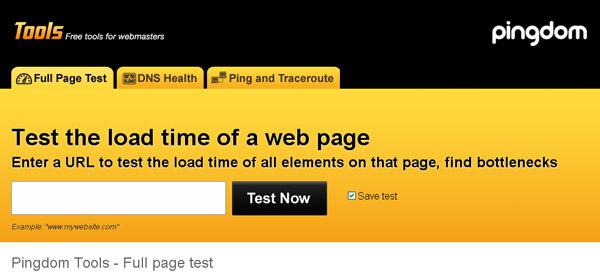 Tools Free tools for webmasters
pingdom
Full Page Test DNS Health Ping and Traceroute
Test the load time of a web page
Enter a URL to test the load time of all elements on that page, find bottlenecks
Test Now Save test
Example: "www.mywebsite.com"
Pingdom Tools - Full page test